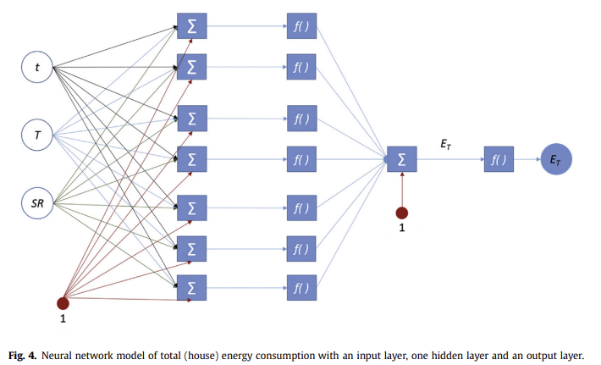 Σ f()
t Σ f()
Σ f()
T Σ f() Σ E_T f() E_T
SR Σ f() 1
Σ f()
Σ f()
1
Fig. 4. Neural network model of total (house) energy consumption with an input layer, one hidden layer and an output layer.